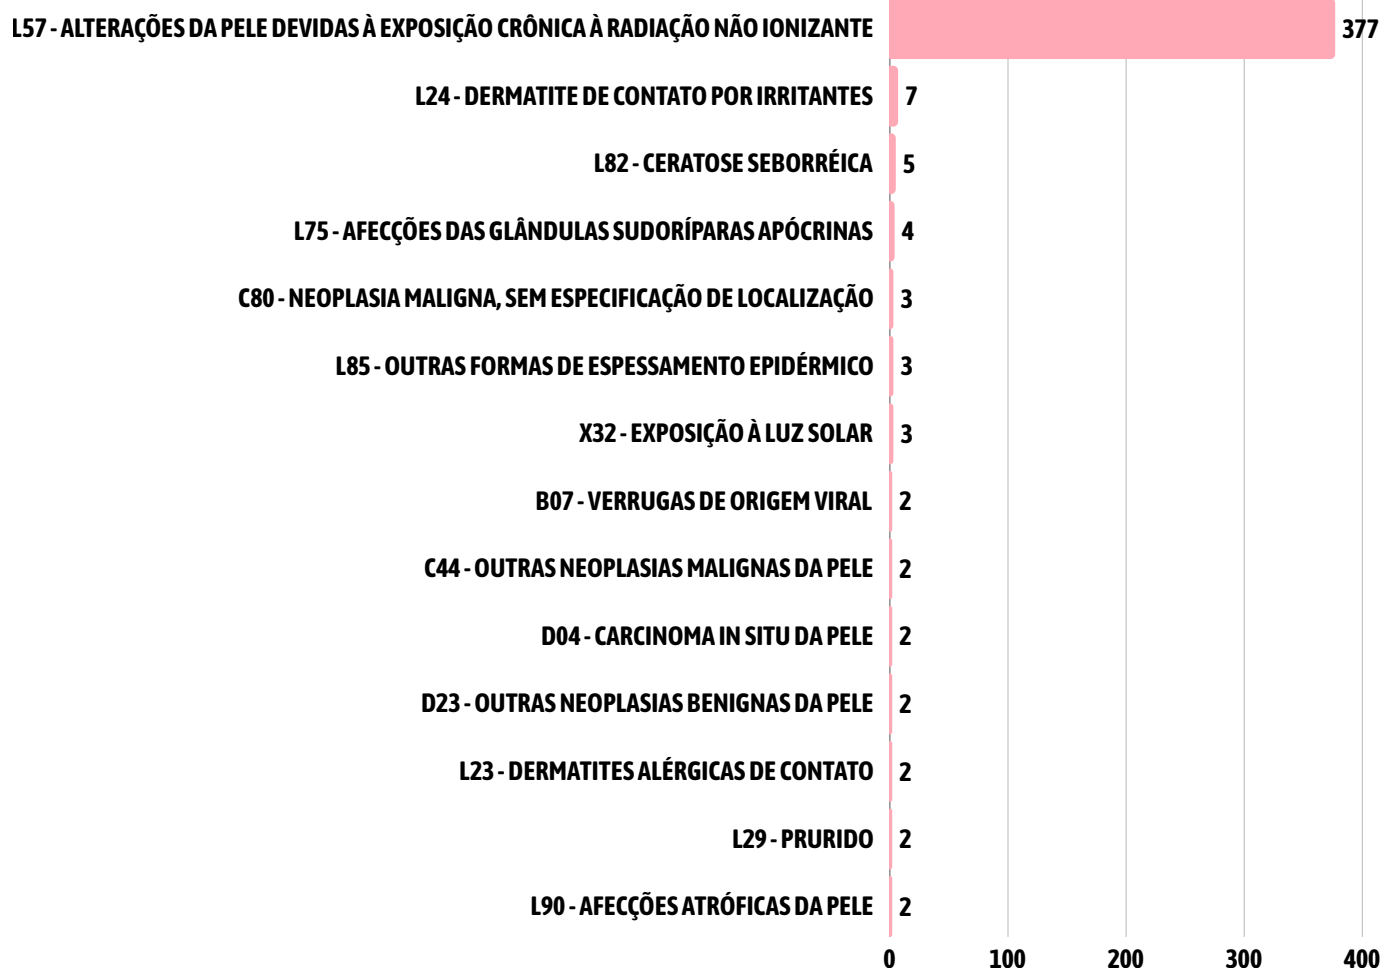 L57 - ALTERAÇÕES DA PELE DEVIDAS À EXPOSIÇÃO CRÔNICA À RADIAÇÃO NÃO IONIZANTE 377
L24 - DERMATITE DE CONTATO POR IRRITANTES 7
L82 - CERATOSE SEBORRÉICA 5
L75 - AFECÇÕES DAS GLÂNDULAS SUDORÍPARAS APÓCRINAS 4
C80 - NEOPLASIA MALIGNA, SEM ESPECIFICAÇÃO DE LOCALIZAÇÃO 3
L85 - OUTRAS FORMAS DE ESPESSAMENTO EPIDÉRMICO 3
X32 - EXPOSIÇÃO À LUZ SOLAR 3
B07 - VERRUGAS DE ORIGEM VIRAL 2
C44 - OUTRAS NEOPLASIAS MALIGNAS DA PELE 2
D04 - CARCINOMA IN SITU DA PELE 2
D23 - OUTRAS NEOPLASIAS BENIGNAS DA PELE 2
L23 - DERMATITES ALÉRGICAS DE CONTATO 2
L29 - PRURIDO 2
L90 - AFECÇÕES ATRÓFICAS DA PELE 2
0 100 200 300 400